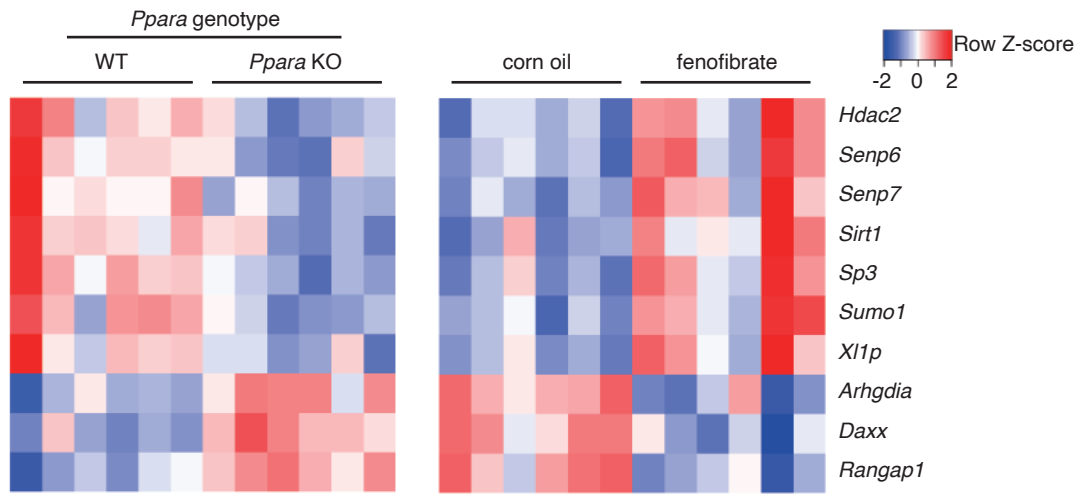 Ppara genotype
WT
Ppara KO
corn oil
fenofibrate
Row Z-score
-2 0 2
Hdac2
Senp6
Senp7
Sirt1
Sp3
Sumo1
Xl1p
Arhgdia
Daxx
Rangap1